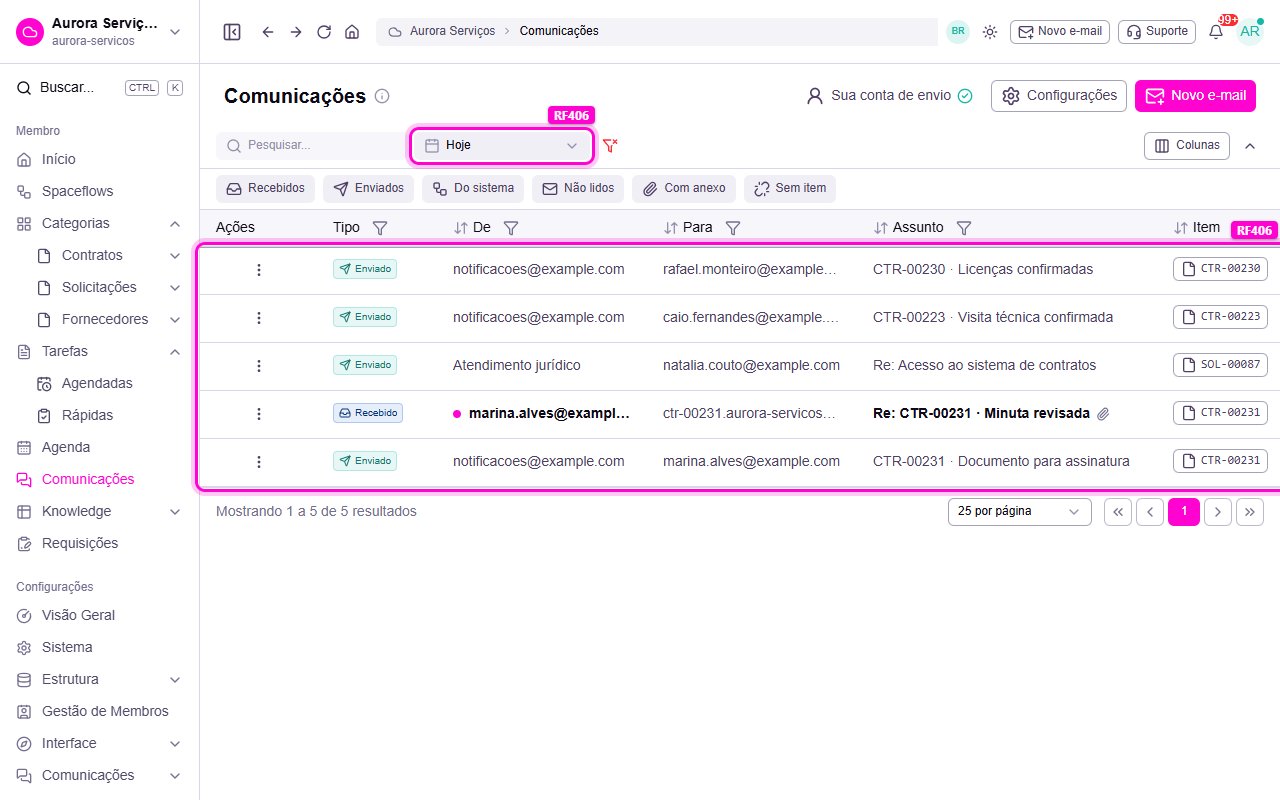 Aurora Serviç...
aurora-servicos
Aurora Serviços > Comunicações
BR
Novo e-mail
Suporte
99+
AR
Buscar...
CTRL K
Membro
Início
Spaceflows
Categorias
Contratos
Solicitações
Fornecedores
Tarefas
Agendadas
Rápidas
Agenda
Comunicações
Knowledge
Requisições
Configurações
Visão Geral
Sistema
Estrutura
Gestão de Membros
Interface
Comunicações
Comunicações
Sua conta de envio
Configurações
Novo e-mail
RF406
Pesquisar...
Hoje
Colunas
Recebidos Enviados Do sistema Não lidos Com anexo Sem item
Ações Tipo De Para Assunto Item
RF406
Enviado notificacoes@example.com rafael.monteiro@example... CTR-00230 · Licenças confirmadas CTR-00230
Enviado notificacoes@example.com caio.fernandes@example.... CTR-00223 · Visita técnica confirmada CTR-00223
Enviado Atendimento jurídico natalia.couto@example.com Re: Acesso ao sistema de contratos SOL-00087
Recebido marina.alves@exampl... ctr-00231.aurora-servicos... Re: CTR-00231 · Minuta revisada CTR-00231
Enviado notificacoes@example.com marina.alves@example.com CTR-00231 · Documento para assinatura CTR-00231
Mostrando 1 a 5 de 5 resultados
25 por página
1